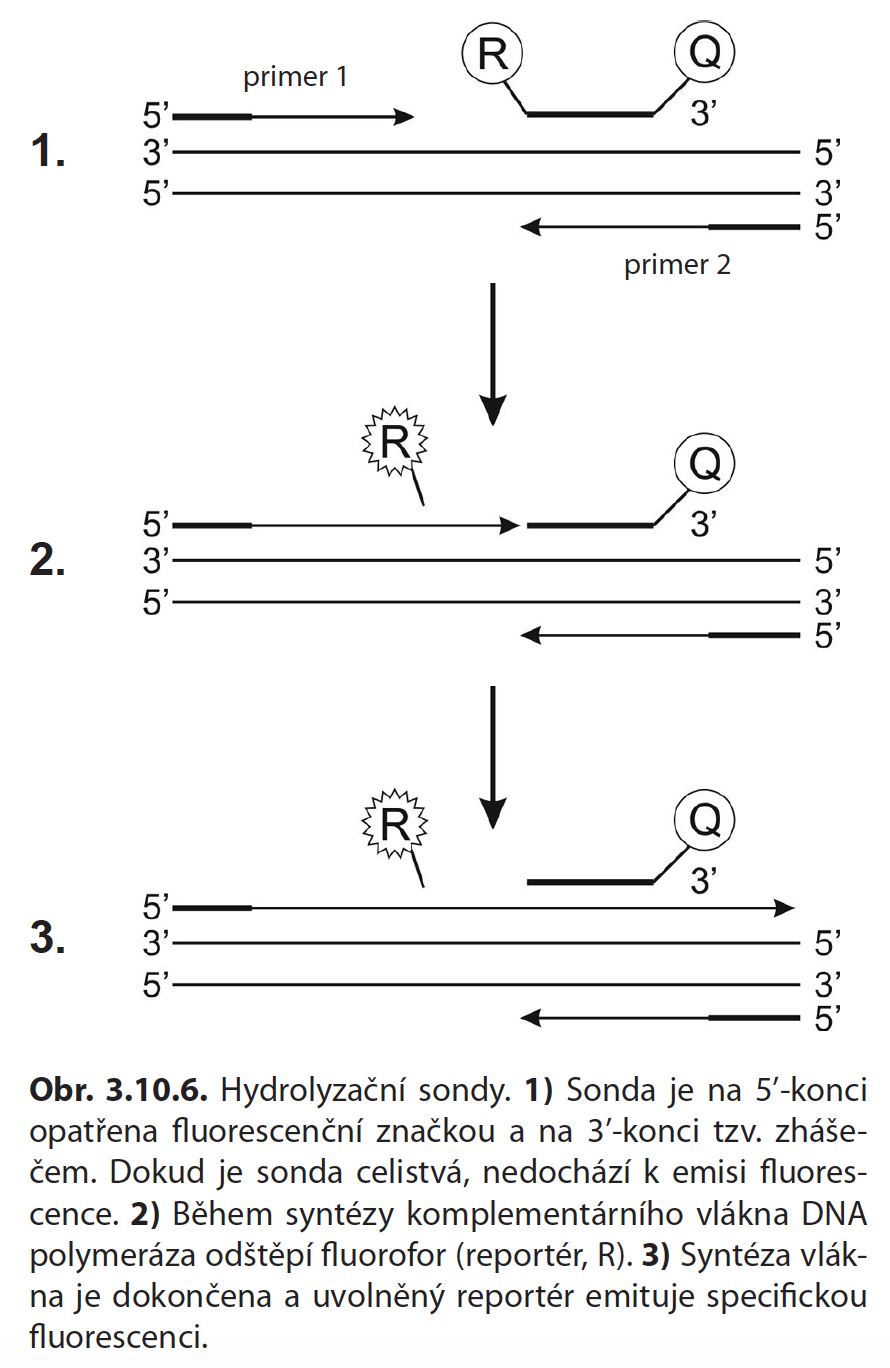 primer 1
R
Q
5’
3’
1.
3’
5’
5’
3’
5’
primer 2
R
Q
5’
3’
2.
3’
5’
5’
3’
5’
R
Q
3’
5’
3.
3’
5’
5’
3’
5’
Obr. 3.10.6. Hydrolyzační sondy. 1) Sonda je na 5’-konci
opatřena fluorescenční značkou a na 3’-konci tzv. zháše-
čem. Dokud je sonda celistvá, nedochází k emisi fluores-
cence. 2) Během syntézy komplementárního vlákna DNA
polymeráza odštěpí fluorofor (reportér, R). 3) Syntéza vlák-
na je dokončena a uvolněný reportér emituje specifickou
fluorescenci.